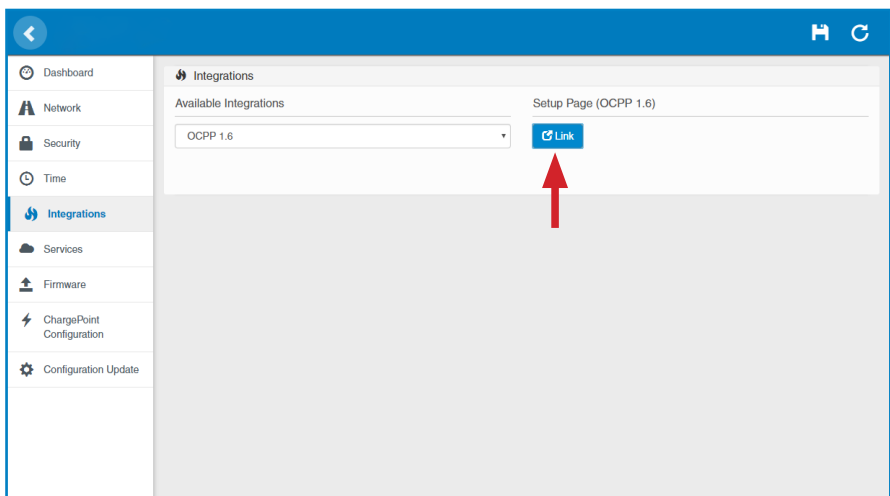 Dashboard
Network
Security
Time
Integrations
Services
Firmware
ChargePoint
Configuration
Configuration Update
Integrations
Available Integrations
OCPP 1.6
Setup Page (OCPP 1.6)
Link